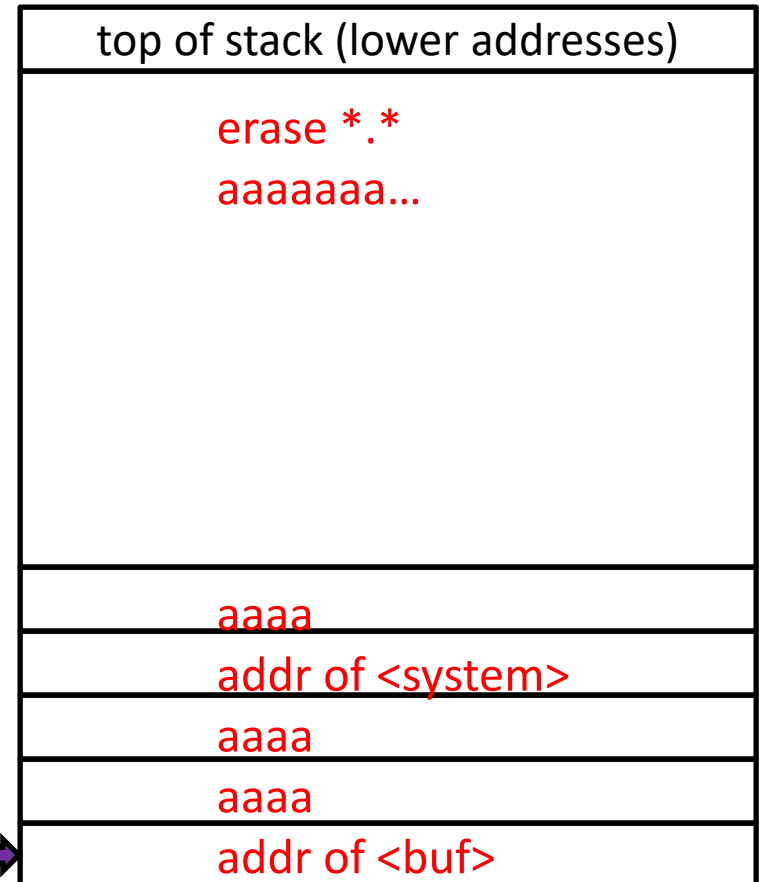 top of stack (lower addresses)
erase *.*
aaaaaaa…
aaaa
addr of <system>
aaaa
aaaa
addr of <buf>